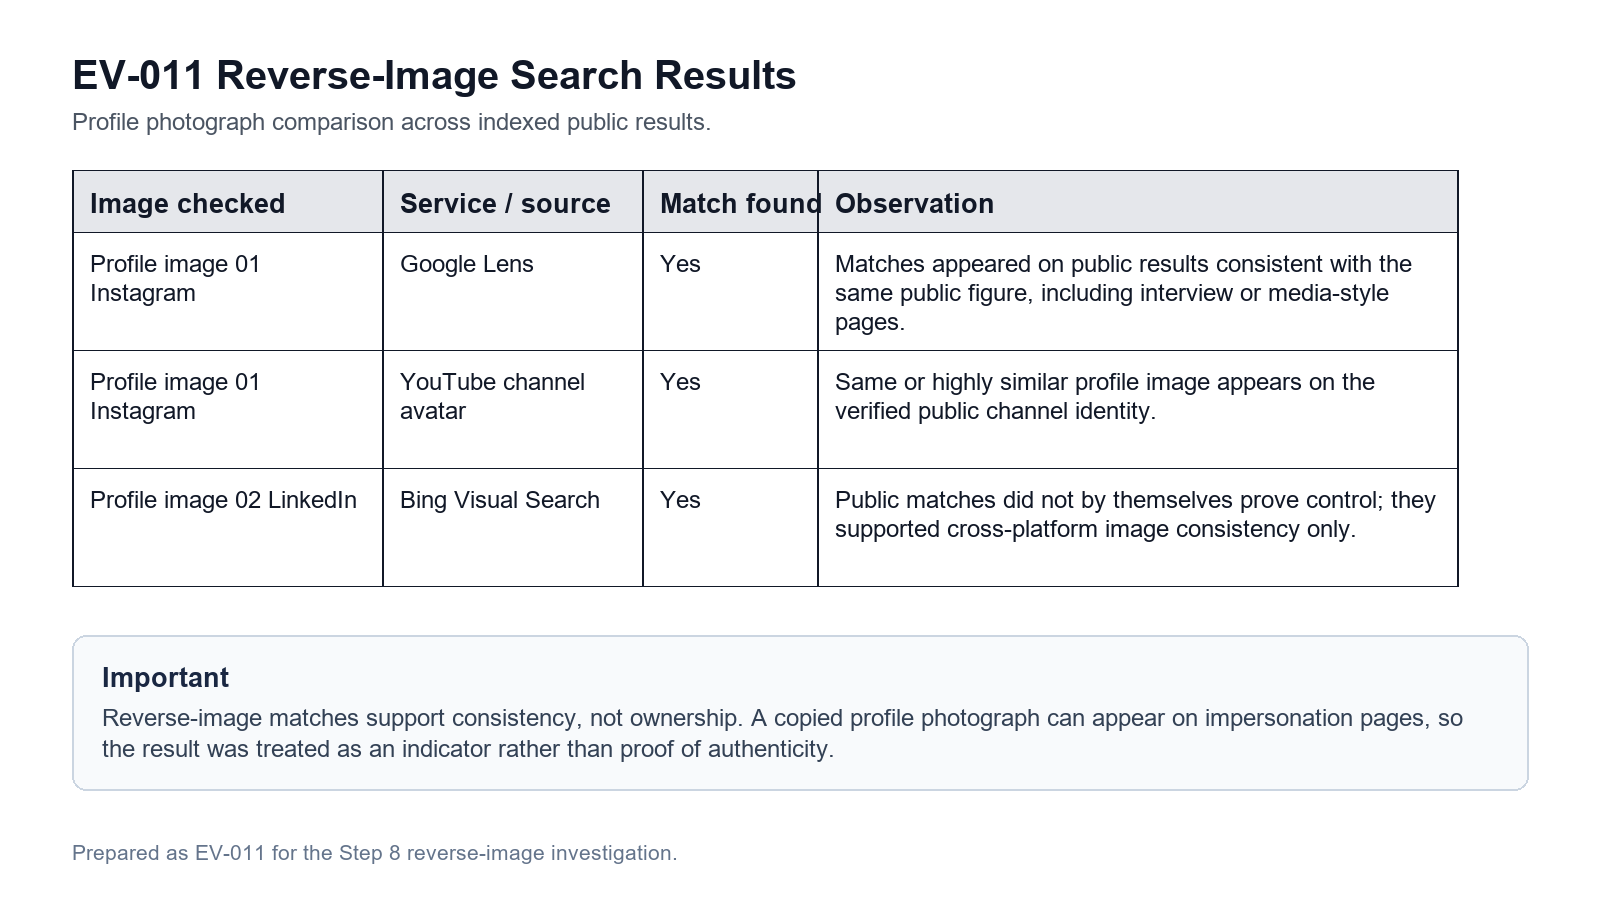 EV-011 Reverse-Image Search Results
Profile photograph comparison across indexed public results.
Image checked
Service / source
Match found
Observation
Profile image 01
Instagram
Google Lens
Yes
Matches appeared on public results consistent with the
same public figure, including interview or media-style
pages.
Profile image 01
Instagram
YouTube channel
avatar
Yes
Same or highly similar profile image appears on the
verified public channel identity.
Profile image 02 LinkedIn
Bing Visual Search
Yes
Public matches did not by themselves prove control; they
supported cross-platform image consistency only.
Important
Reverse-image matches support consistency, not ownership. A copied profile photograph can appear on impersonation pages, so
the result was treated as an indicator rather than proof of authenticity.
Prepared as EV-011 for the Step 8 reverse-image investigation.